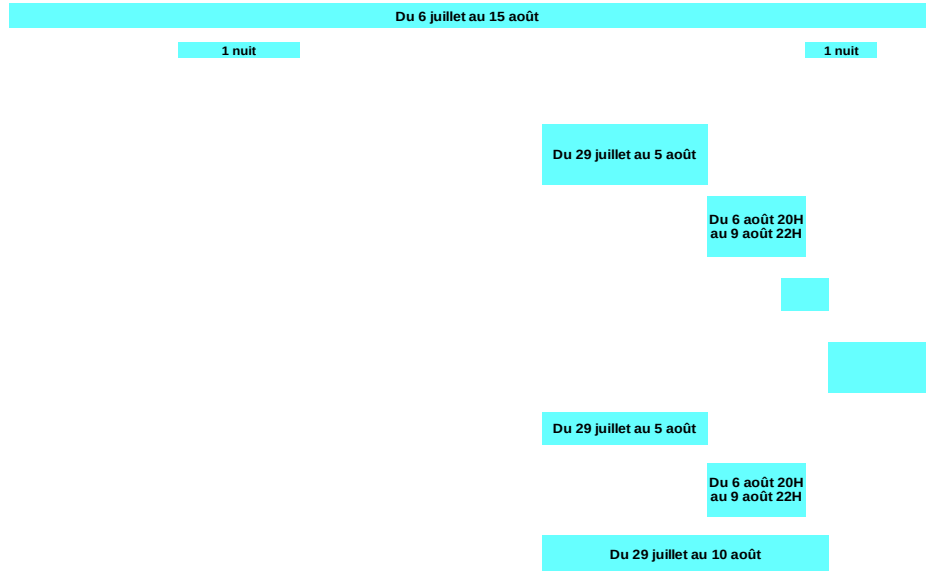 Du 6 juillet au 15 août
1 nuit
1 nuit
Du 29 juillet au 5 août
Du 6 août 20H
au 9 août 22H
Du 29 juillet au 5 août
Du 6 août 20H
au 9 août 22H
Du 29 juillet au 10 août